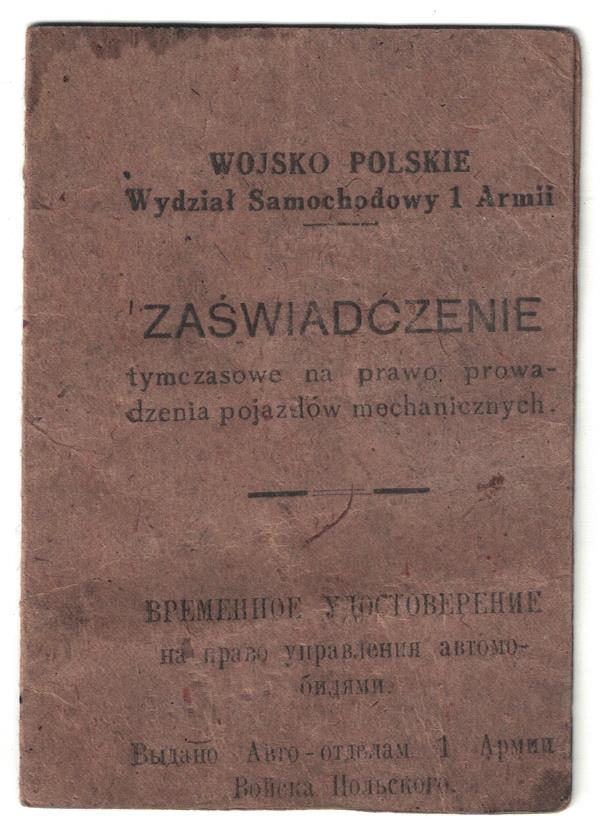 WOJSKO POLSKIE
Wydział Samochodowy 1 Armii
ZAŚWIADCZENIE
tymczasowe na prawo prowa-
dzenia pojazdów mechanicznych.
ВРЕМЕННОЕ УДОСТОВЕРЕНИЕ
на право управления автомо-
билями.
Выдано Авто-отделам 1 Армии
Войска Польского.